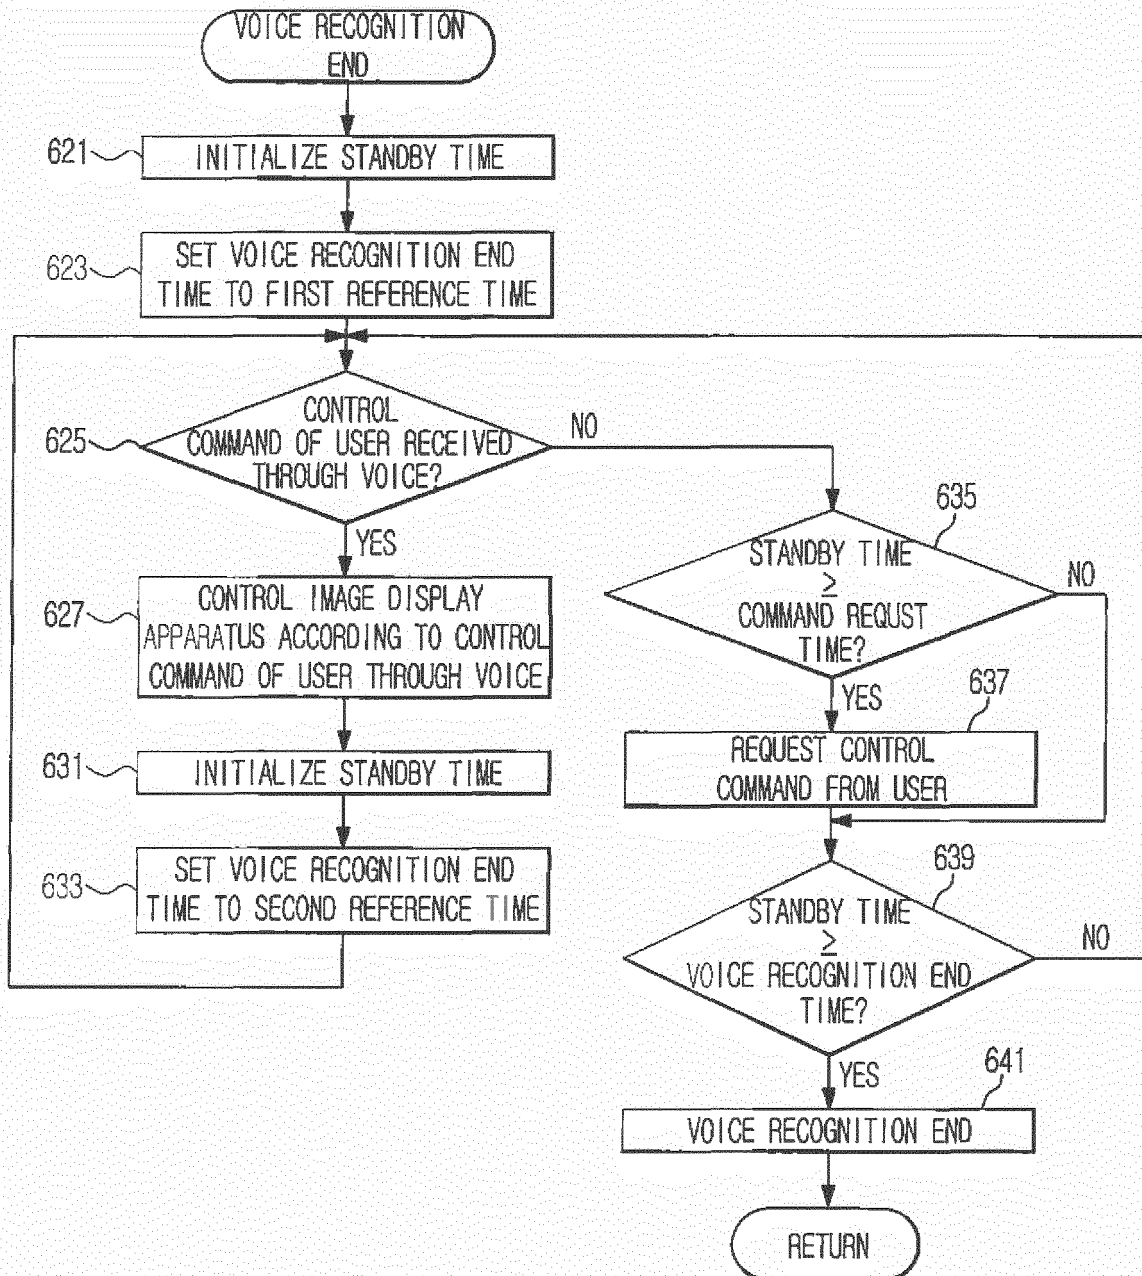 VOICE RECOGNITION
END
621
INITIALIZE STANDBY TIME
623
SET VOICE RECOGNITION END
TIME TO FIRST REFERENCE TIME
625
CONTROL
COMMAND OF USER RECEIVED
THROUGH VOICE?
NO
YES
627
CONTROL IMAGE DISPLAY
APPARATUS ACCORDING TO CONTROL
COMMAND OF USER THROUGH VOICE
631
INITIALIZE STANDBY TIME
633
SET VOICE RECOGNITION END
TIME TO SECOND REFERENCE TIME
635
STANDBY TIME
≥
COMMAND REQUST
TIME?
NO
YES
637
REQUEST CONTROL
COMMAND FROM USER
639
STANDBY TIME
≥
VOICE RECOGNITION END
TIME?
NO
YES
641
VOICE RECOGNITION END
RETURN